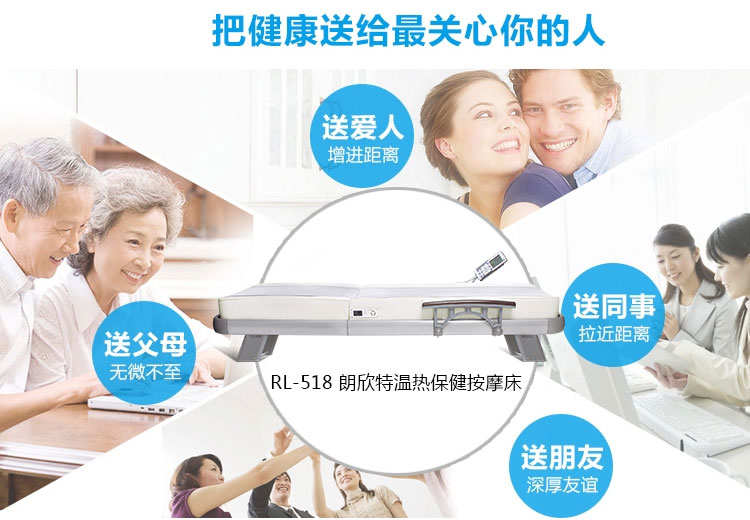 把健康送给最关心你的人
送爱人
增进距离
送父母
无微不至
送同事
拉近距离
RL-518 朗欣特温热保健按摩床
送朋友
深厚友谊